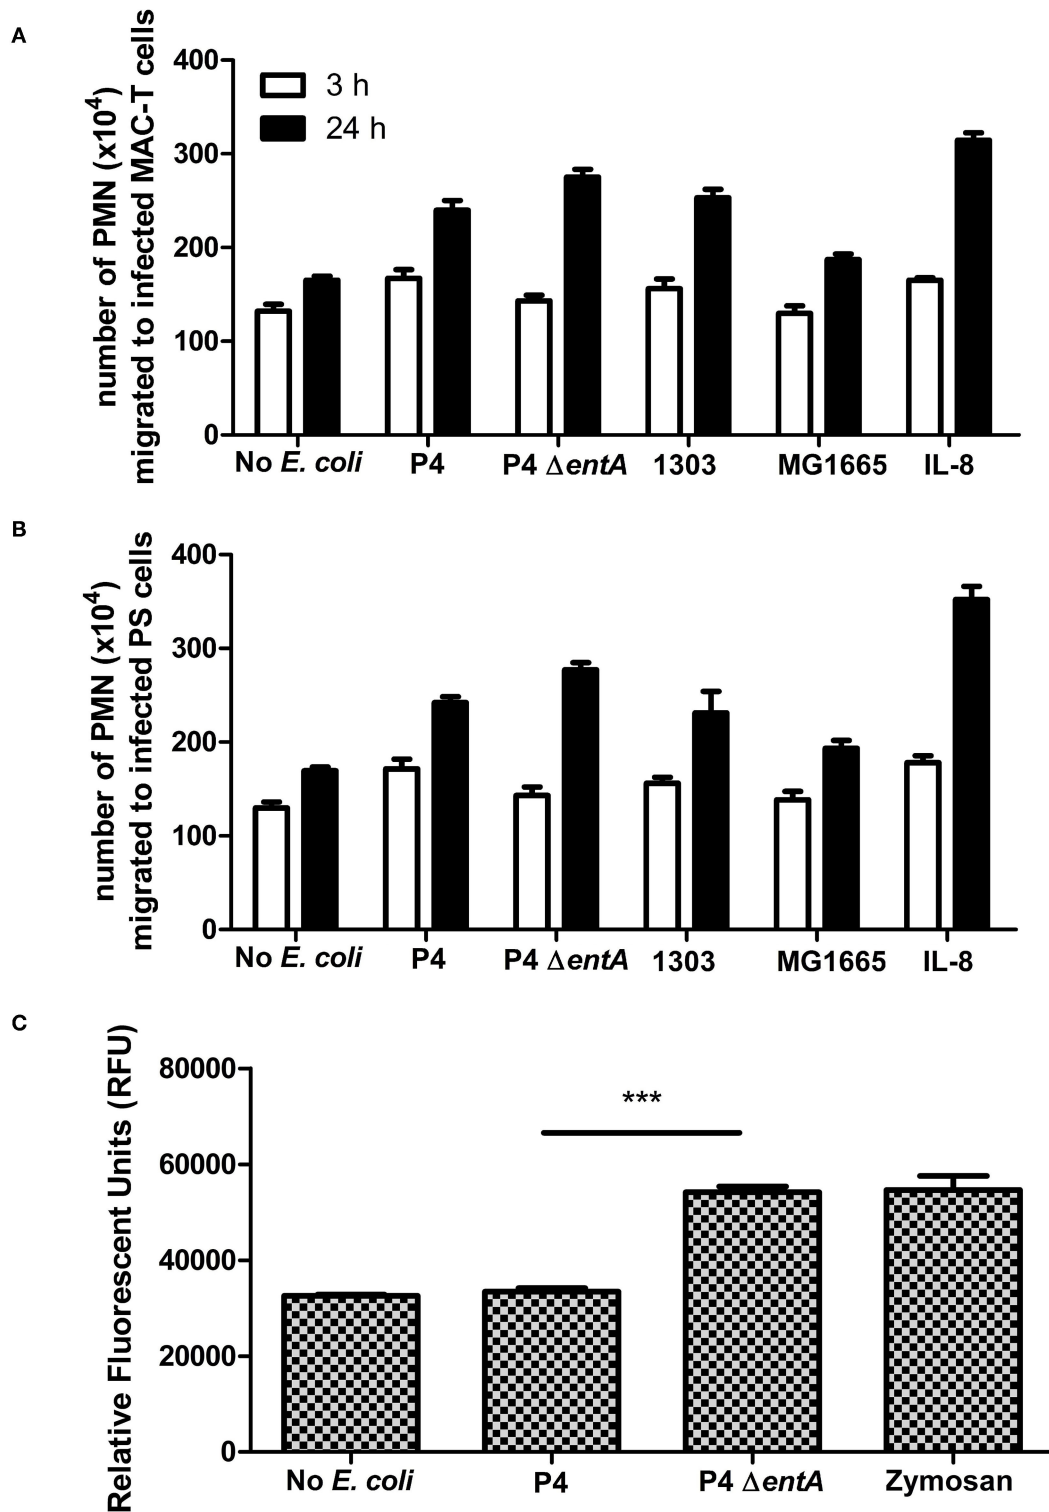 A
number of PMN (x10⁴)
migrated to infected MAC-T cells
400
300
200
100
0
3 h
24 h
No E. coli
P4
P4 ΔentA
1303
MG1665
IL-8
B
number of PMN (x10⁴)
migrated to infected PS cells
400
300
200
100
0
No E. coli
P4
P4 ΔentA
1303
MG1665
IL-8
C
Relative Fluorescent Units (RFU)
80000
60000
40000
20000
0
***
No E. coli
P4
P4 ΔentA
Zymosan